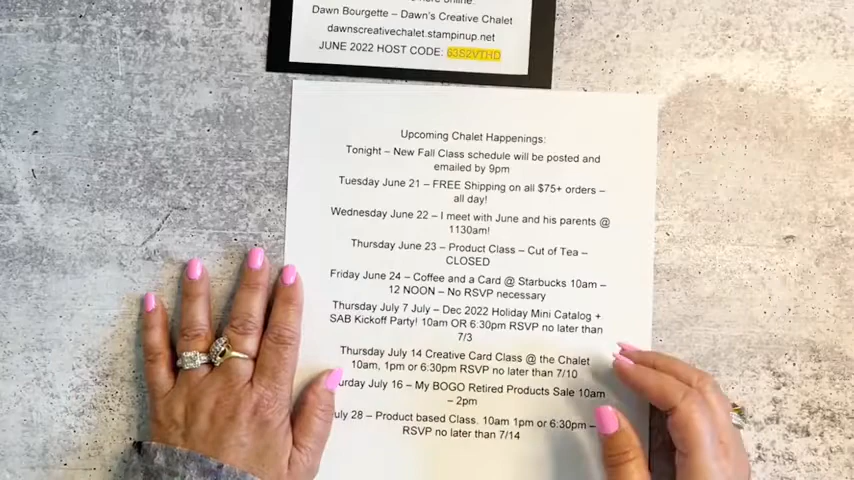 Dawn Bourgette – Dawn's Creative Chalet
dawnscreativechalet.stampinup.net
JUNE 2022 HOST CODE: 63S2VTHD
Upcoming Chalet Happenings:
Tonight – New Fall Class schedule will be posted and
emailed by 9pm
Tuesday June 21 – FREE Shipping on all $75+ orders –
all day!
Wednesday June 22 – I meet with June and his parents @
1130am!
Thursday June 23 – Product Class – Cut of Tea –
CLOSED
Friday June 24 – Coffee and a Card @ Starbucks 10am –
12 NOON – No RSVP necessary
Thursday July 7 July – Dec 2022 Holiday Mini Catalog +
SAB Kickoff Party! 10am OR 6:30pm RSVP no later than
7/3
Thursday July 14 Creative Card Class @ the Chalet
10am, 1pm or 6:30pm RSVP no later than 7/10
July 16 – My BOGO Retired Products Sale 10am
– 2pm
28 – Product based Class. 10am 1pm or 6:30pm –
RSVP no later than 7/14